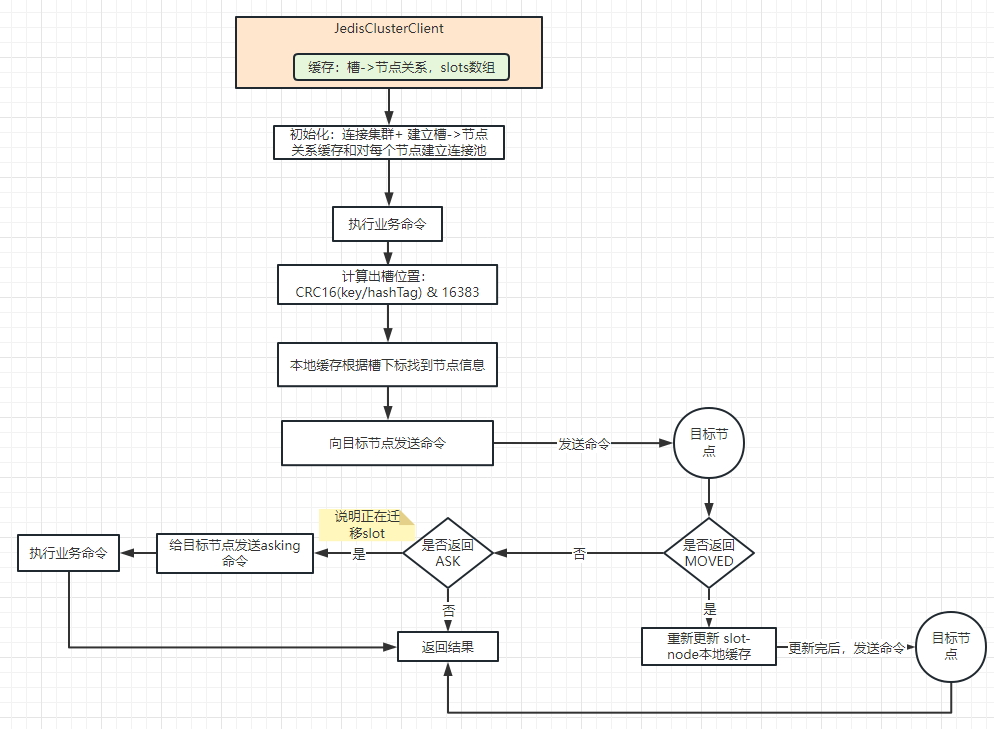 JedisClusterClient
缓存：槽->节点关系，slots数组
初始化：连接集群+ 建立槽->节点
关系缓存和对每个节点建立连接池
执行业务命令
计算出槽位置：
CRC16(key/hashTag) & 16383
本地缓存根据槽下标找到节点信息
向目标节点发送命令
发送命令
目标节
点
说明正在迁
移slot
执行业务命令
给目标节点发送asking
命令
是
是否返回
ASK
否
是否返回
MOVED
否
是
返回结果
重新更新 slot-
node本地缓存
更新完后，发送命令
目标节
点